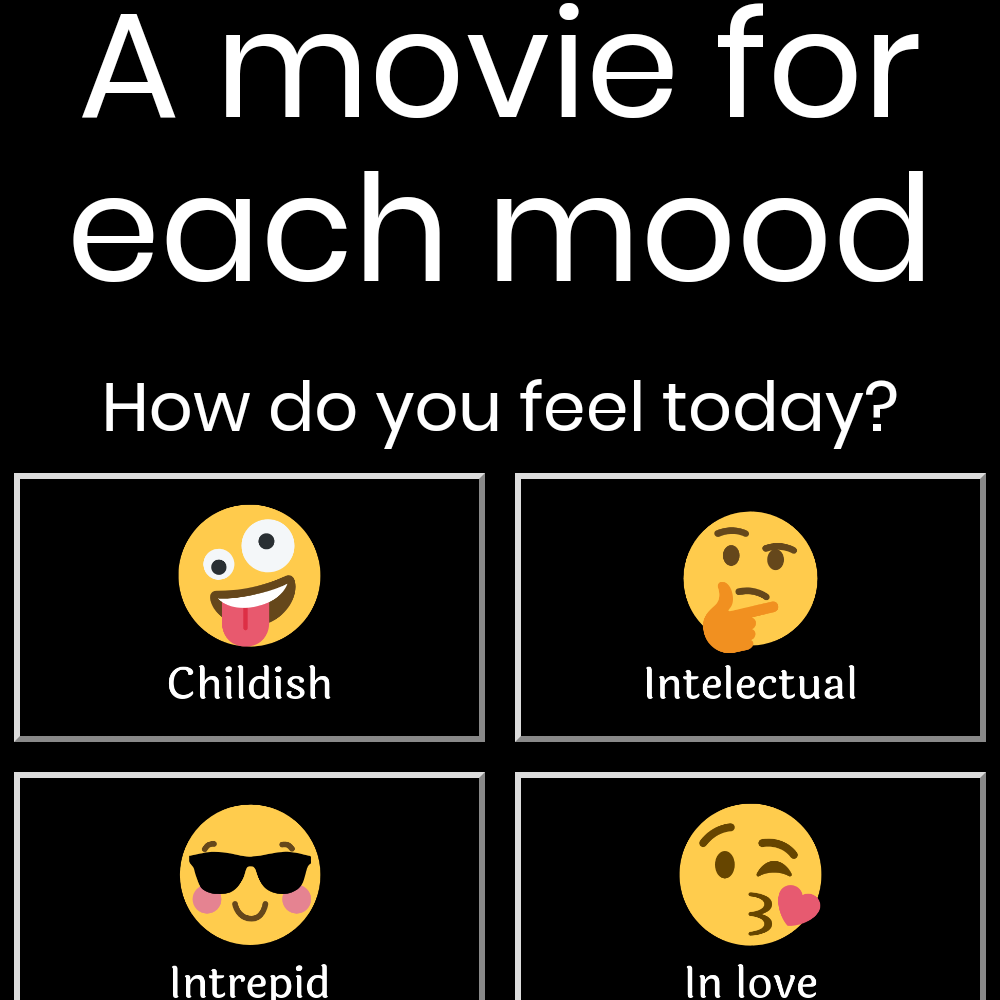 A movie for
each mood
How do you feel today?
Childish
Intelectual
Intrepid
In love